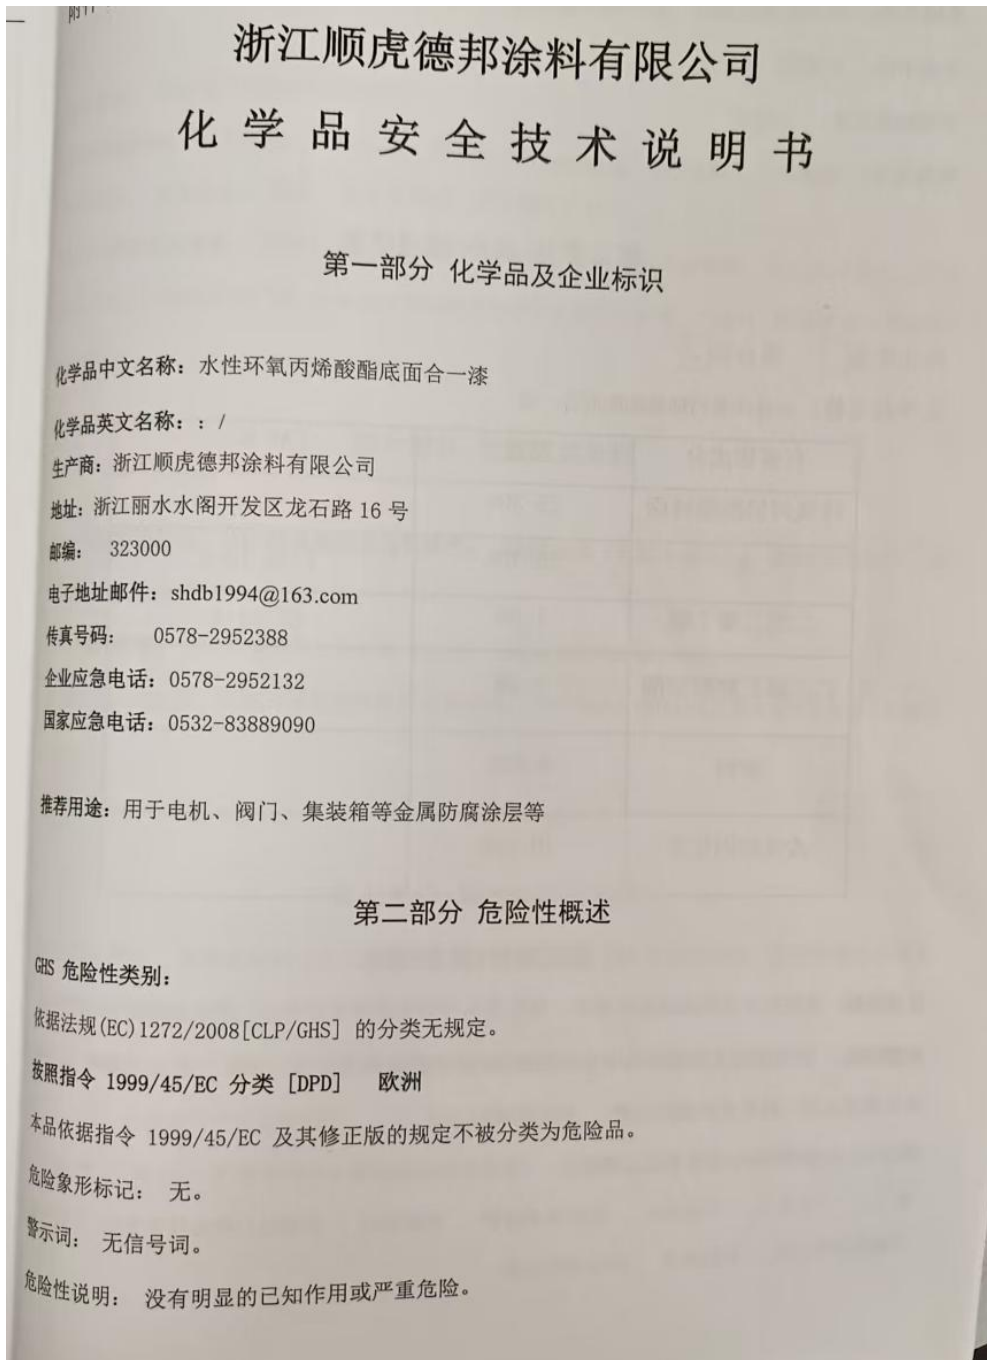 附件：
浙江顺虎德邦涂料有限公司
化学品安全技术说明书
第一部分 化学品及企业标识
化学品中文名称：水性环氧丙烯酸酯底面合一漆
化学品英文名称：：/
生产商：浙江顺虎德邦涂料有限公司
地址：浙江丽水水阁开发区龙石路 16 号
邮编： 323000
电子地址邮件：shdb1994@163.com
传真号码： 0578-2952388
企业应急电话：0578-2952132
国家应急电话：0532-83889090
推荐用途：用于电机、阀门、集装箱等金属防腐涂层等
第二部分 危险性概述
GHS 危险性类别：
依据法规(EC)1272/2008[CLP/GHS] 的分类无规定。
按照指令 1999/45/EC 分类 [DPD] 欧洲
本品依据指令 1999/45/EC 及其修正版的规定不被分类为危险品。
危险象形标记： 无。
警示词： 无信号词。
危险性说明： 没有明显的已知作用或严重危险。